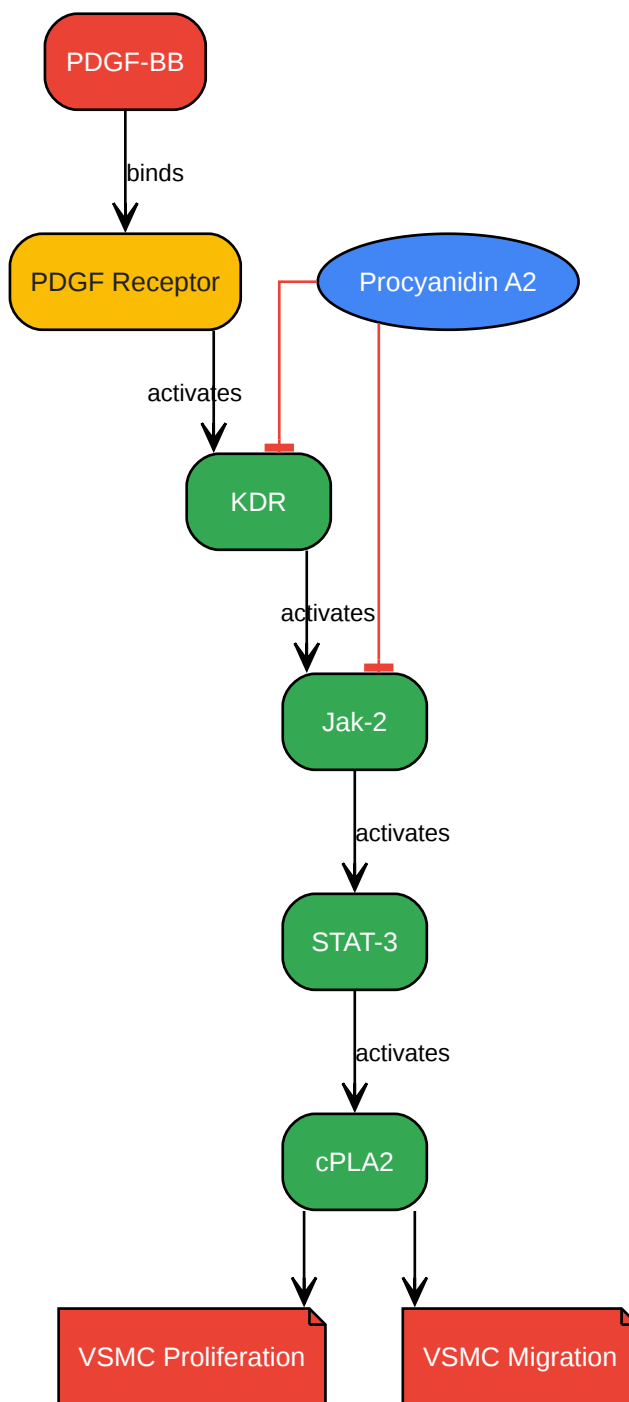 PDGF-BB
binds
PDGF Receptor
Procyanidin A2
activates
KDR
activates
Jak-2
activates
STAT-3
activates
cPLA2
VSMC Proliferation
VSMC Migration